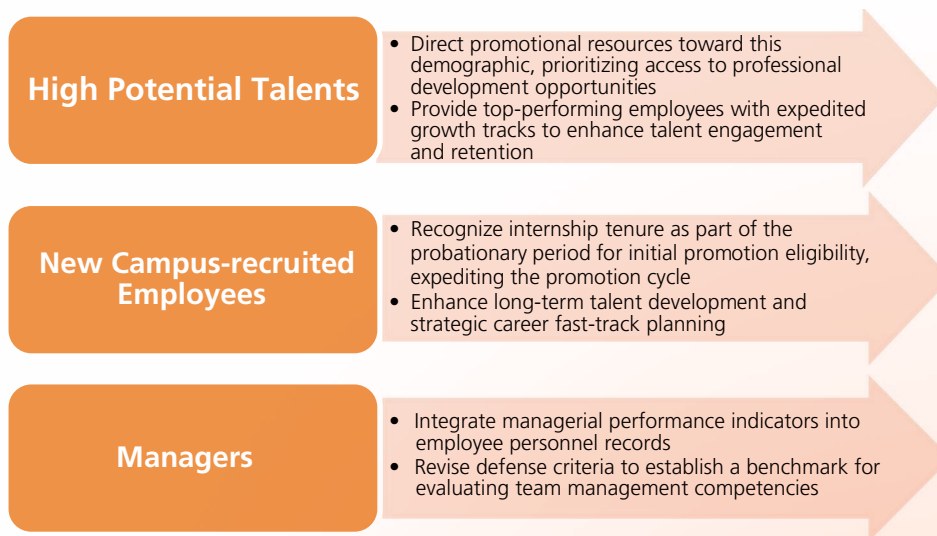 High Potential Talents
• Direct promotional resources toward this
demographic, prioritizing access to professional
development opportunities
• Provide top-performing employees with expedited
growth tracks to enhance talent engagement
and retention
New Campus-recruited
Employees
• Recognize internship tenure as part of the
probationary period for initial promotion eligibility,
expediting the promotion cycle
• Enhance long-term talent development and
strategic career fast-track planning
Managers
• Integrate managerial performance indicators into
employee personnel records
• Revise defense criteria to establish a benchmark for
evaluating team management competencies